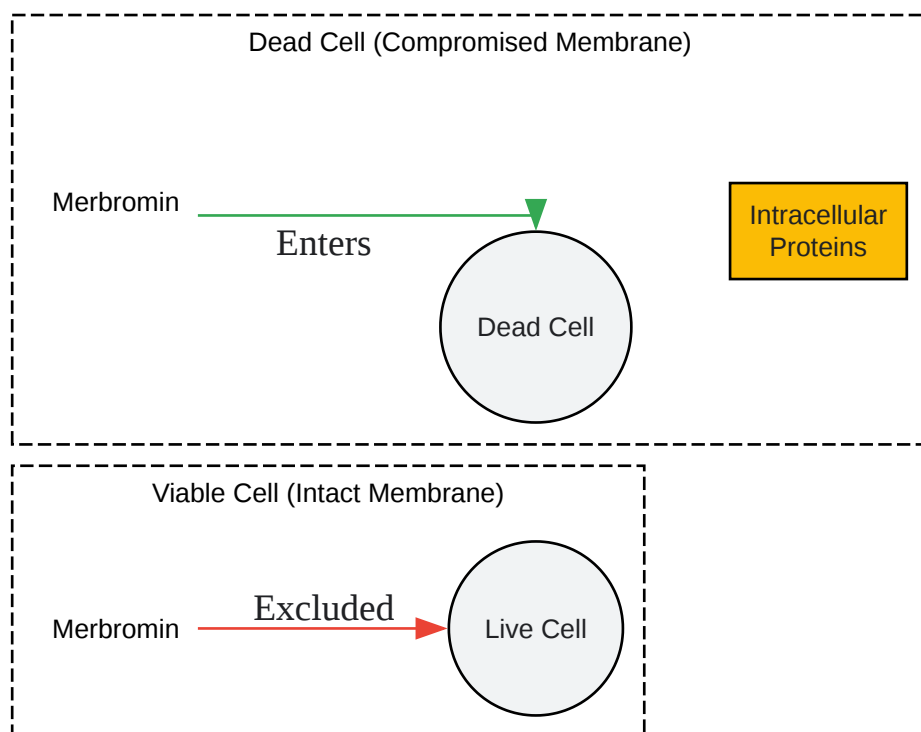 Dead Cell (Compromised Membrane)
Merbromin
Enters
Intracellular
Proteins
Dead Cell
Viable Cell (Intact Membrane)
Merbromin
Excluded
Live Cell